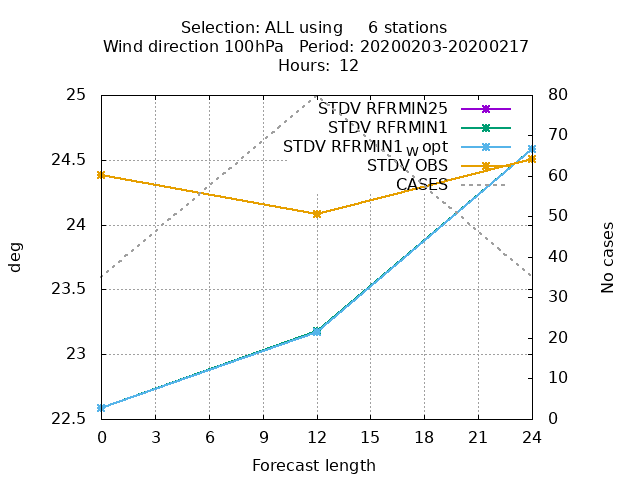 Selection: ALL using     6 stations
Wind direction 100hPa   Period: 20200203-20200217
Hours: 12
25
24.5
24
23.5
23
22.5
80
70
60
50
40
30
20
10
0
STDV RFRMIN25
STDV RFRMIN1
STDV RFRMIN1_W opt
STDV OBS
CASES
deg
No cases
0 3 6 9 12 15 18 21 24
Forecast length